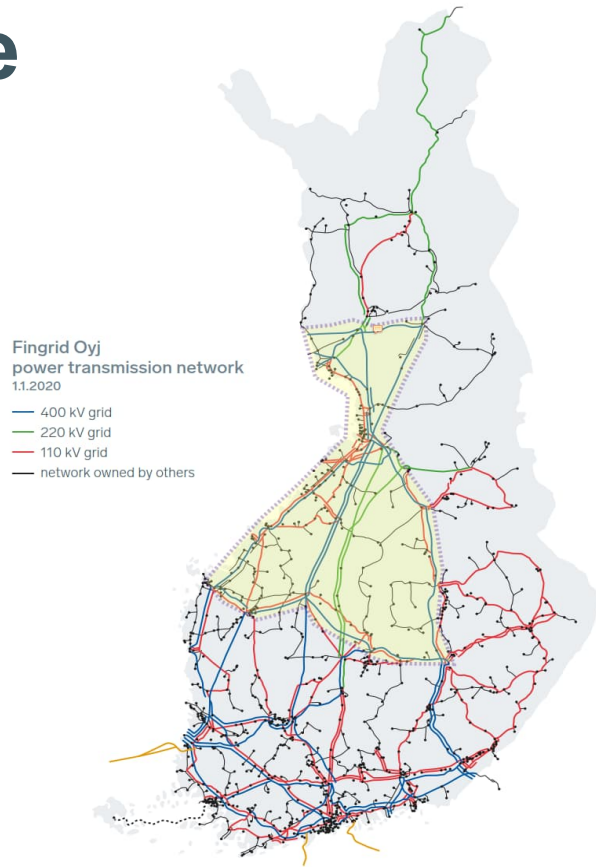 e
Fingrid Oyj
power transmission network
1.1.2020
400 kV grid
220 kV grid
110 kV grid
network owned by others